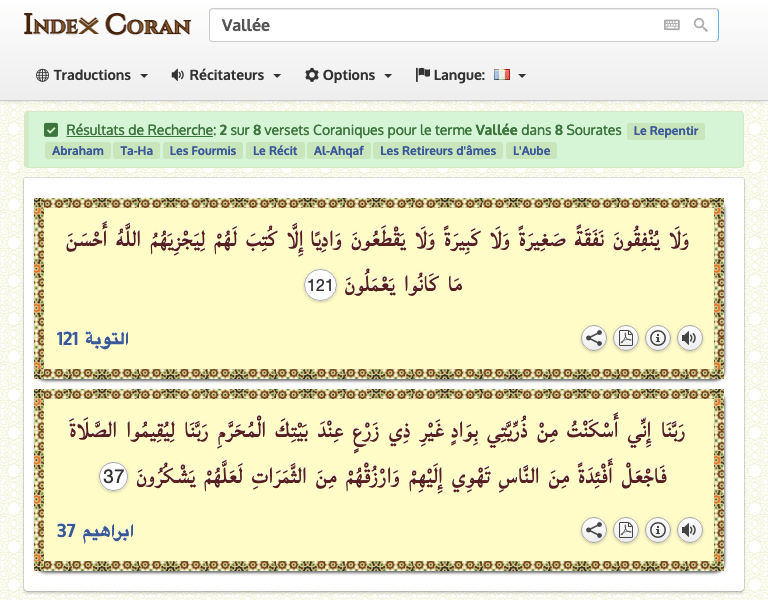 INDEX CORAN
Vallée
Traductions Récitateurs Options Langue:
Résultats de Recherche: 2 sur 8 versets Coraniques pour le terme Vallée dans 8 Sourates Le Repentir
Abraham Ta-Ha Les Fourmis Le Récit Al-Ahqaf Les Retireurs d'âmes L'Aube
وَلَا يُنْفِقُونَ نَفَقَةً صَغِيرَةً وَلَا كَبِيرَةً وَلَا يَقْطَعُونَ وَادِيًا إِلَّا كُتِبَ لَهُمْ لِيَجْزِيَهُمُ اللَّهُ أَحْسَنَ
مَا كَانُوا يَعْمَلُونَ 121
التوبة 121
رَبَّنَا إِنِّي أَسْكَنْتُ مِنْ ذُرِّيَّتِي بِوَادٍ غَيْرِ ذِي زَرْعٍ عِنْدَ بَيْتِكَ الْمُحَرَّمِ رَبَّنَا لِيُقِيمُوا الصَّلَاةَ
فَاجْعَلْ أَفْئِدَةً مِنَ النَّاسِ تَهْوِي إِلَيْهِمْ وَارْزُقْهُمْ مِنَ الثَّمَرَاتِ لَعَلَّهُمْ يَشْكُرُونَ 37
ابراهيم 37